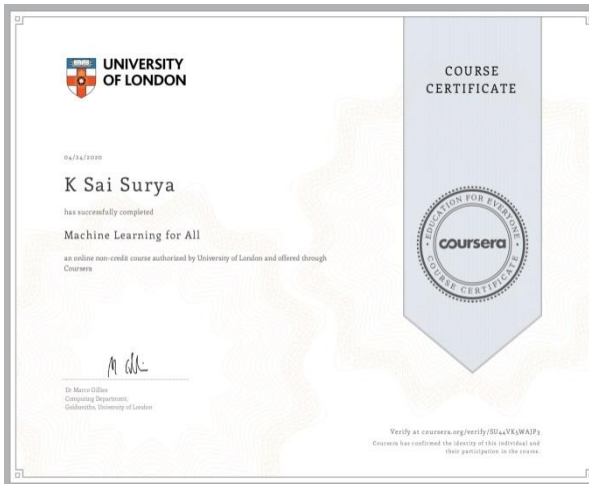 UNIVERSITY
OF LONDON
04/24/2020
K Sai Surya
has successfully completed
Machine Learning for All
an online non-credit course authorized by University of London and offered through
Coursera
Dr Marco Gillies
Computing Department,
Goldsmiths, University of London
COURSE
CERTIFICATE
EDUCATION FOR EVERYONE
coursera
COURSE CERTIFICATE
Verify at coursera.org/verify/SU44VK5WAJP3
Coursera has confirmed the identity of this individual and
their participation in the course.